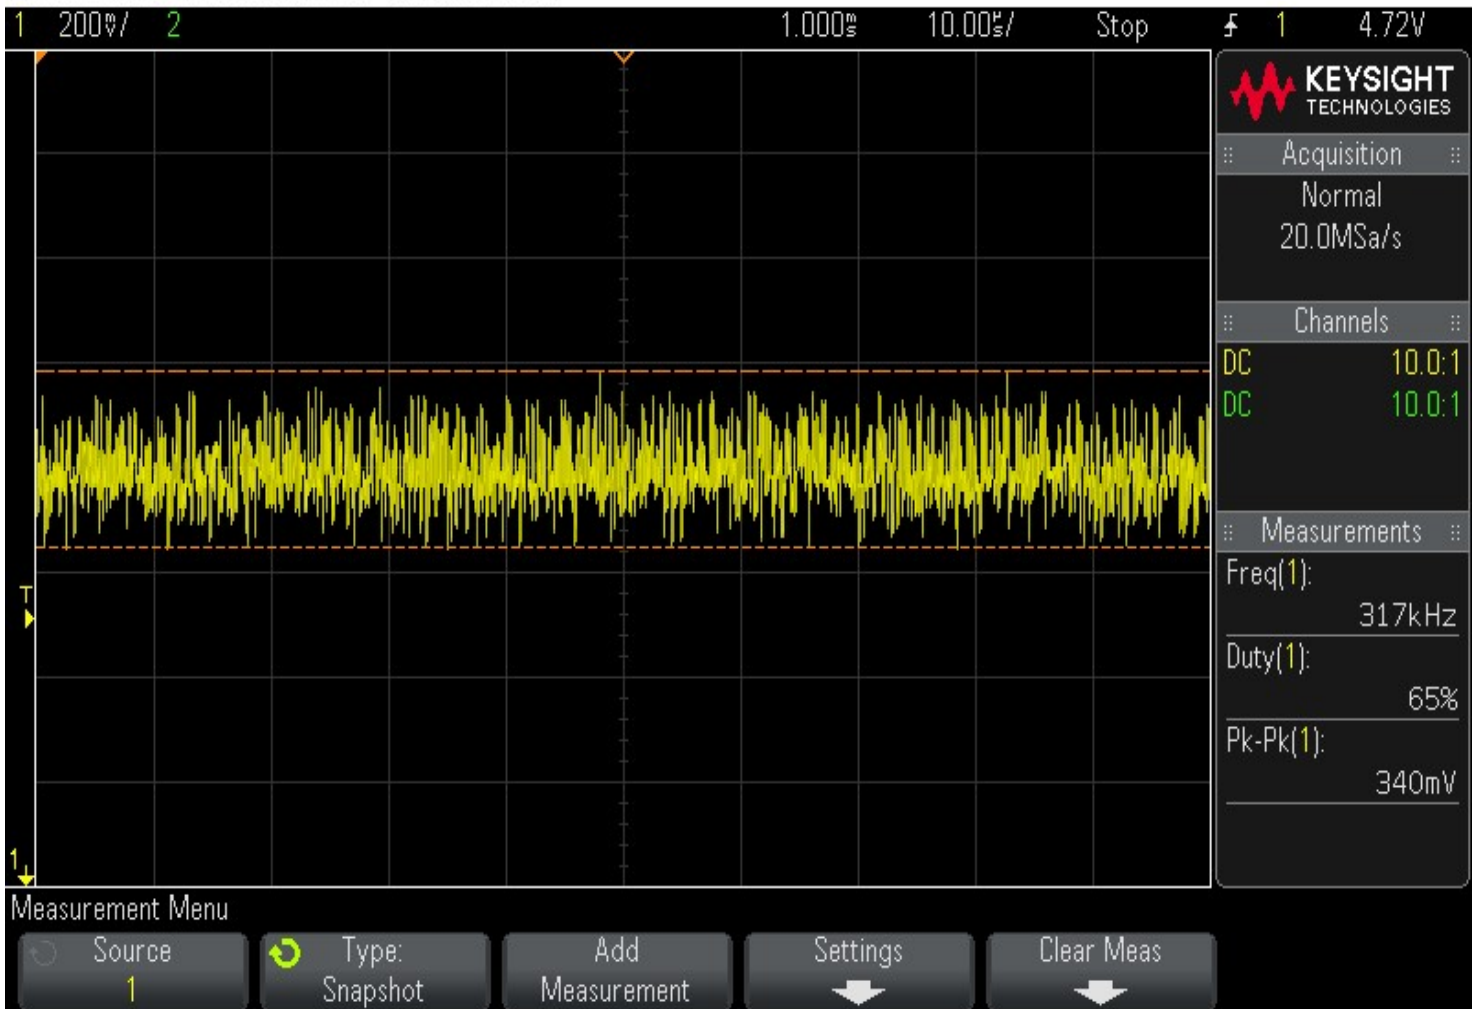 1 200mV/ 2 1.000ms 10.00us/ Stop 1 4.72V
KEYSIGHT
TECHNOLOGIES
Acquisition
Normal
20.0MSa/s
Channels
DC 10.0:1
DC 10.0:1
Measurements
Freq(1):
317kHz
Duty(1):
65%
Pk-Pk(1):
340mV
T
1
Measurement Menu
Source
1
Type:
Snapshot
Add
Measurement
Settings
Clear Meas